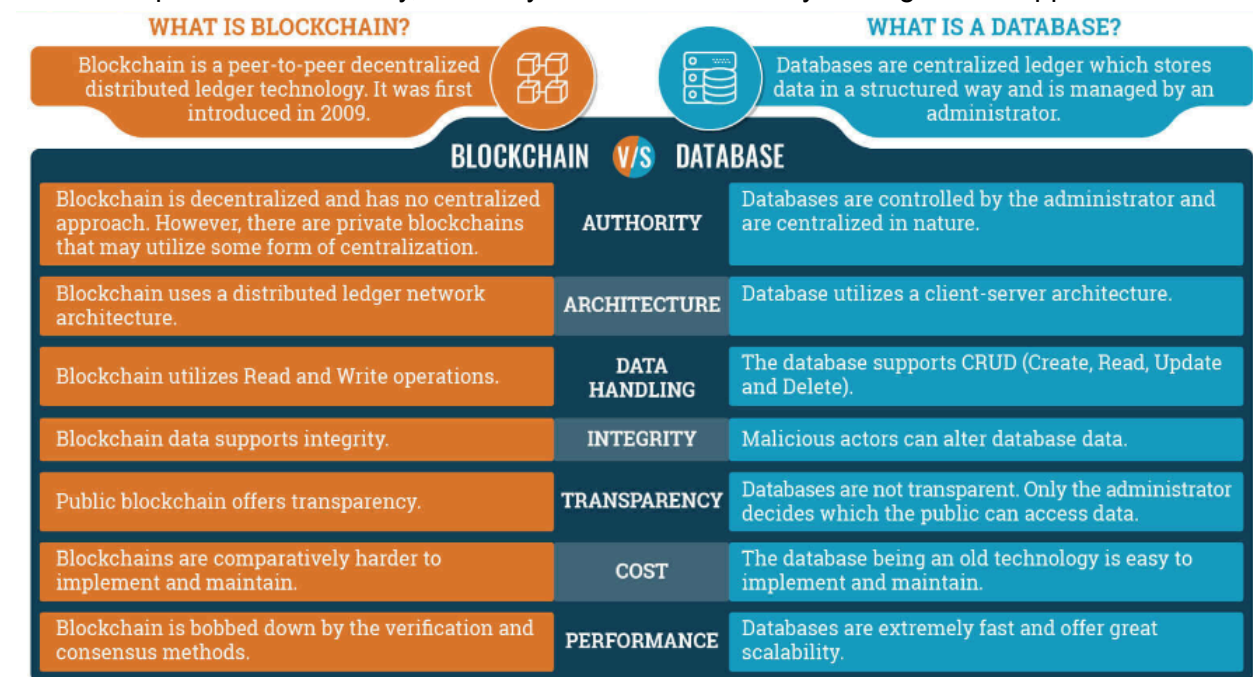 WHAT IS BLOCKCHAIN?
Blockchain is a peer-to-peer decentralized
distributed ledger technology. It was first
introduced in 2009.
WHAT IS A DATABASE?
Databases are centralized ledger which stores
data in a structured way and is managed by an
administrator.
BLOCKCHAIN V/S DATABASE
Blockchain is decentralized and has no centralized
approach. However, there are private blockchains
that may utilize some form of centralization.
AUTHORITY
Databases are controlled by the administrator and
are centralized in nature.
Blockchain uses a distributed ledger network
architecture.
ARCHITECTURE
Database utilizes a client-server architecture.
Blockchain utilizes Read and Write operations.
DATA
HANDLING
The database supports CRUD (Create, Read, Update
and Delete).
Blockchain data supports integrity.
INTEGRITY
Malicious actors can alter database data.
Public blockchain offers transparency.
TRANSPARENCY
Databases are not transparent. Only the administrator
decides which the public can access data.
Blockchains are comparatively harder to
implement and maintain.
COST
The database being an old technology is easy to
implement and maintain.
Blockchain is bobbed down by the verification and
consensus methods.
PERFORMANCE
Databases are extremely fast and offer great
scalability.